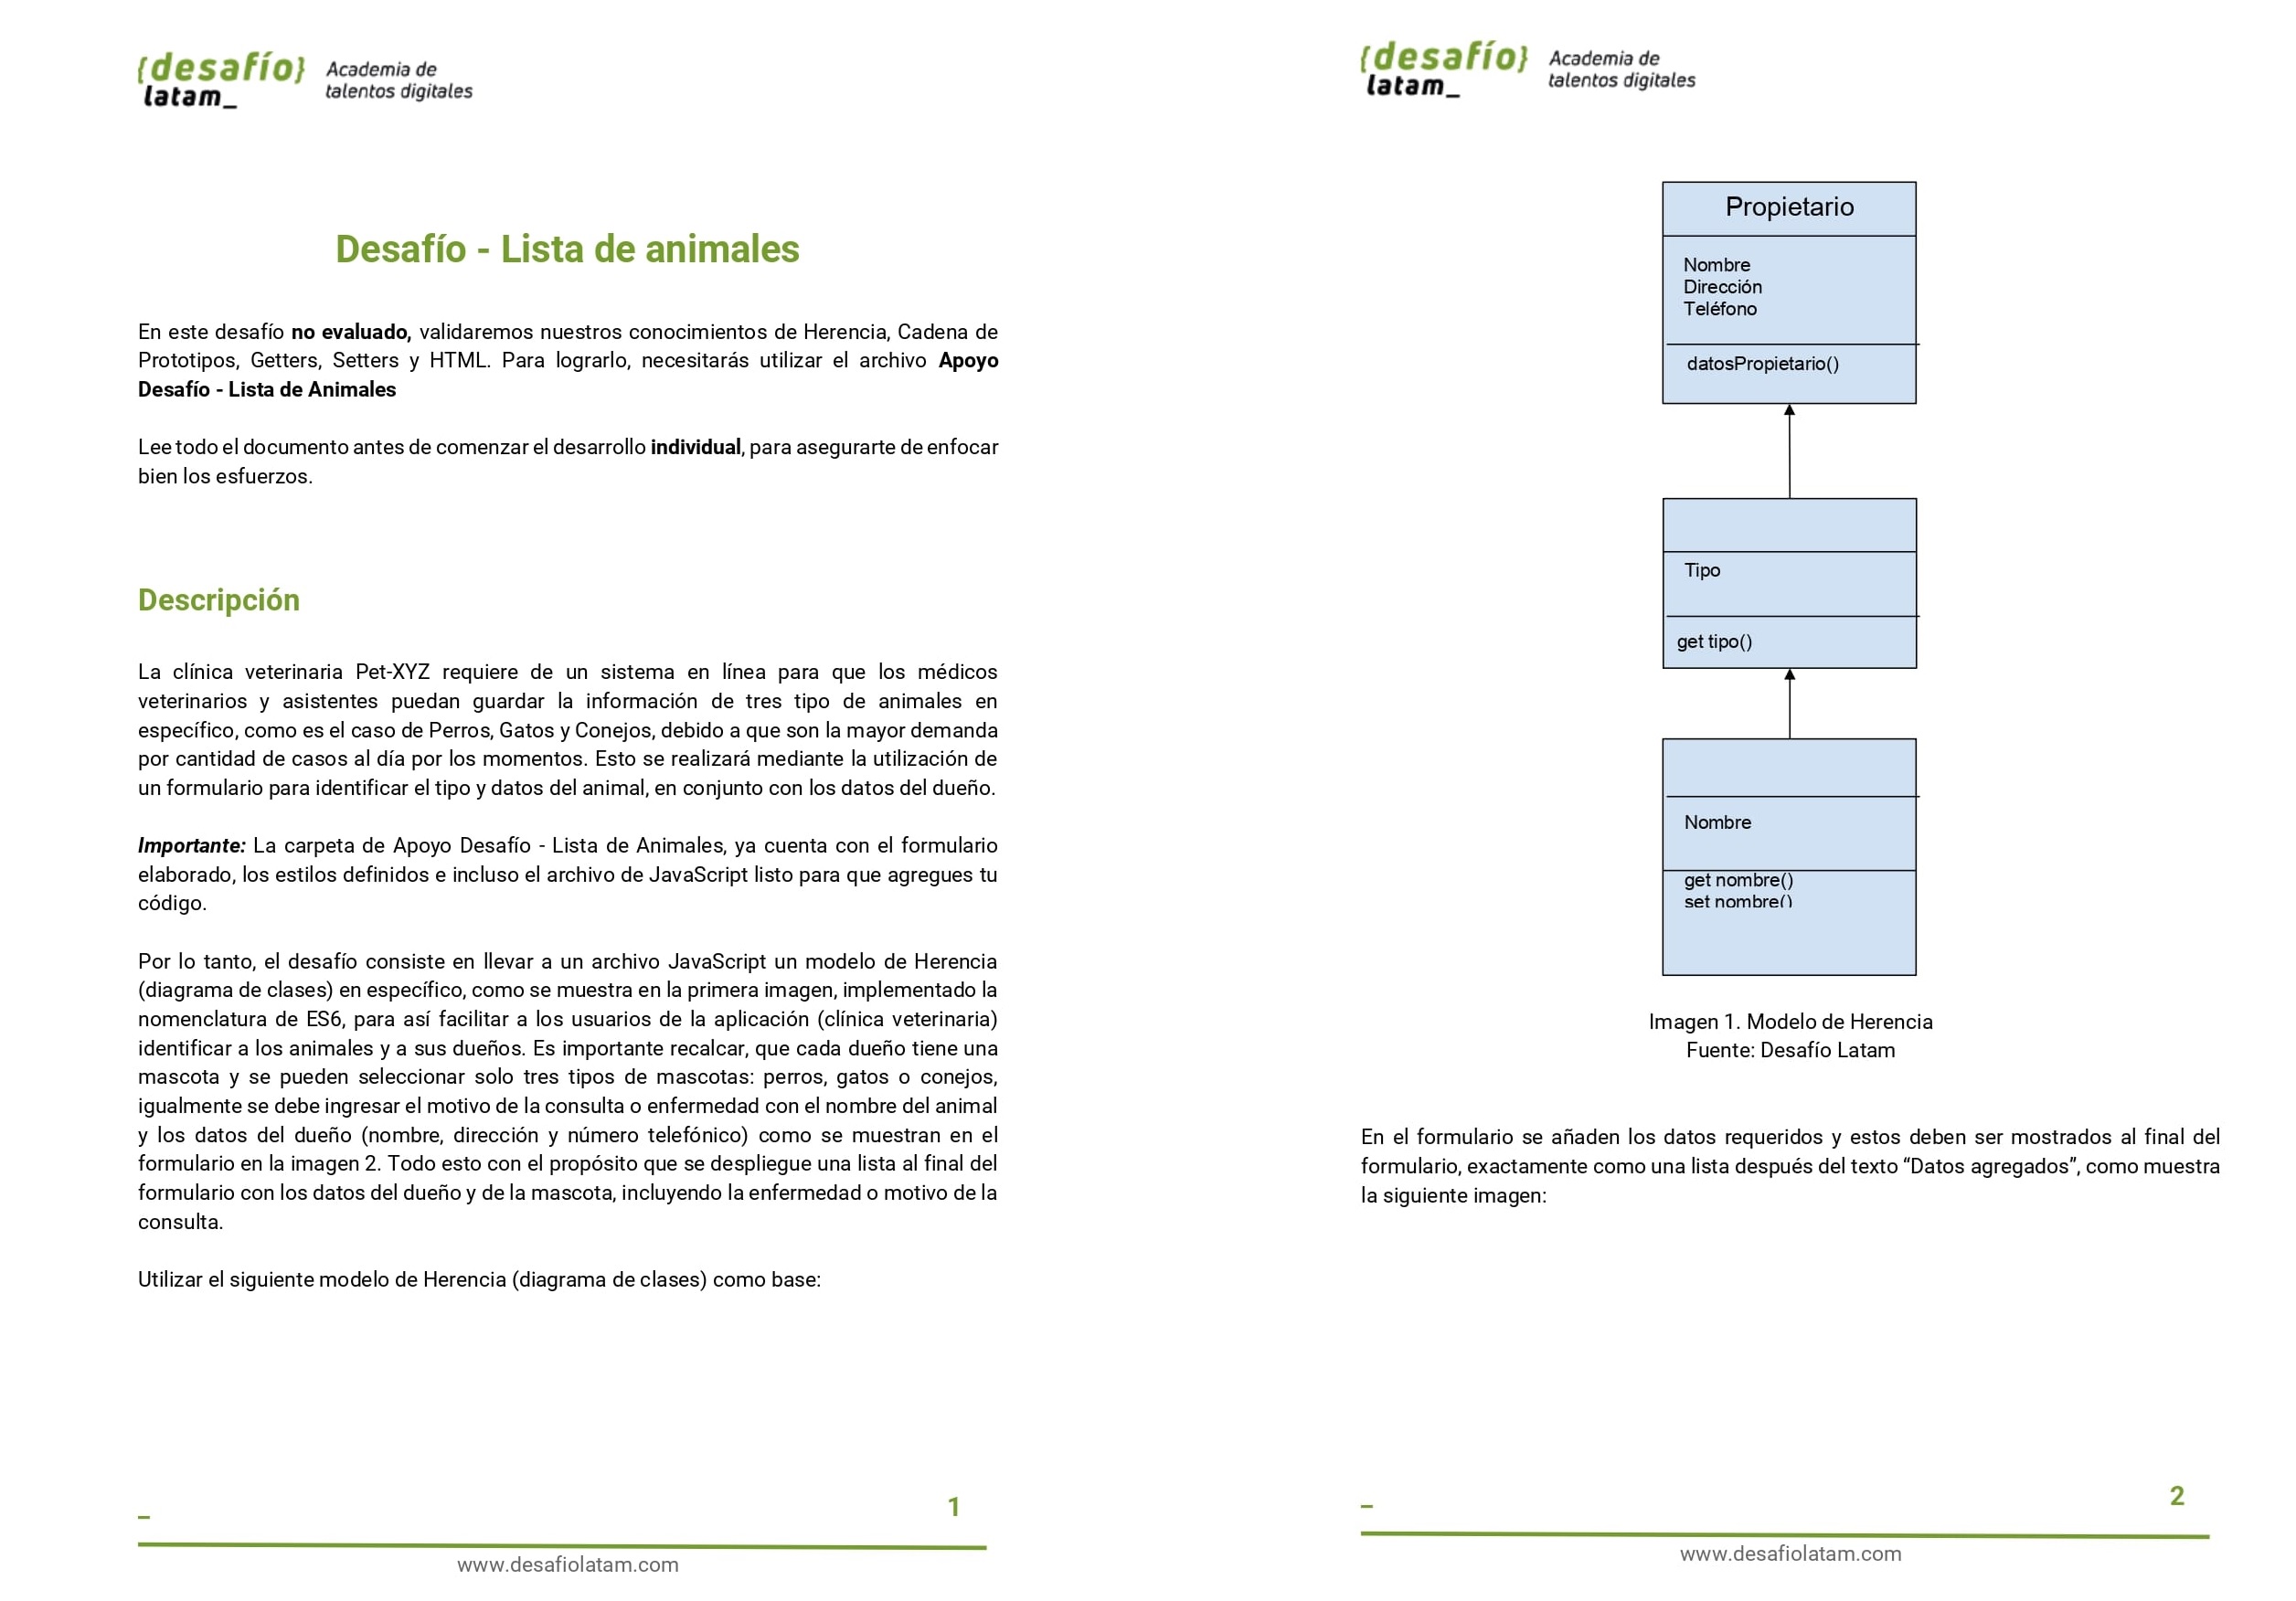 {desafío}
latam_
Academia de
talentos digitales
Desafío - Lista de animales
En este desafío no evaluado, validaremos nuestros conocimientos de Herencia, Cadena de
Prototipos, Getters, Setters y HTML. Para lograrlo, necesitarás utilizar el archivo Apoyo
Desafío - Lista de Animales
Lee todo el documento antes de comenzar el desarrollo individual, para asegurarte de enfocar
bien los esfuerzos.
Descripción
La clínica veterinaria Pet-XYZ requiere de un sistema en línea para que los médicos
veterinarios y asistentes puedan guardar la información de tres tipo de animales en
específico, como es el caso de Perros, Gatos y Conejos, debido a que son la mayor demanda
por cantidad de casos al día por los momentos. Esto se realizará mediante la utilización de
un formulario para identificar el tipo y datos del animal, en conjunto con los datos del dueño.
Importante: La carpeta de Apoyo Desafío - Lista de Animales, ya cuenta con el formulario
elaborado, los estilos definidos e incluso el archivo de JavaScript listo para que agregues tu
código.
Por lo tanto, el desafío consiste en llevar a un archivo JavaScript un modelo de Herencia
(diagrama de clases) en específico, como se muestra en la primera imagen, implementado la
nomenclatura de ES6, para así facilitar a los usuarios de la aplicación (clínica veterinaria)
identificar a los animales y a sus dueños. Es importante recalcar, que cada dueño tiene una
mascota y se pueden seleccionar solo tres tipos de mascotas: perros, gatos o conejos,
igualmente se debe ingresar el motivo de la consulta o enfermedad con el nombre del animal
y los datos del dueño (nombre, dirección y número telefónico) como se muestran en el
formulario en la imagen 2. Todo esto con el propósito que se despliegue una lista al final del
formulario con los datos del dueño y de la mascota, incluyendo la enfermedad o motivo de la
consulta.
Utilizar el siguiente modelo de Herencia (diagrama de clases) como base:
_
1
www.desafiolatam.com
{desafío}
latam_
Academia de
talentos digitales
Propietario
Nombre
Dirección
Teléfono
datosPropietario()
Tipo
get tipo()
Nombre
get nombre()
set nombre()
Imagen 1. Modelo de Herencia
Fuente: Desafío Latam
En el formulario se añaden los datos requeridos y estos deben ser mostrados al final del
formulario, exactamente como una lista después del texto “Datos agregados”, como muestra
la siguiente imagen:
_
2
www.desafiolatam.com